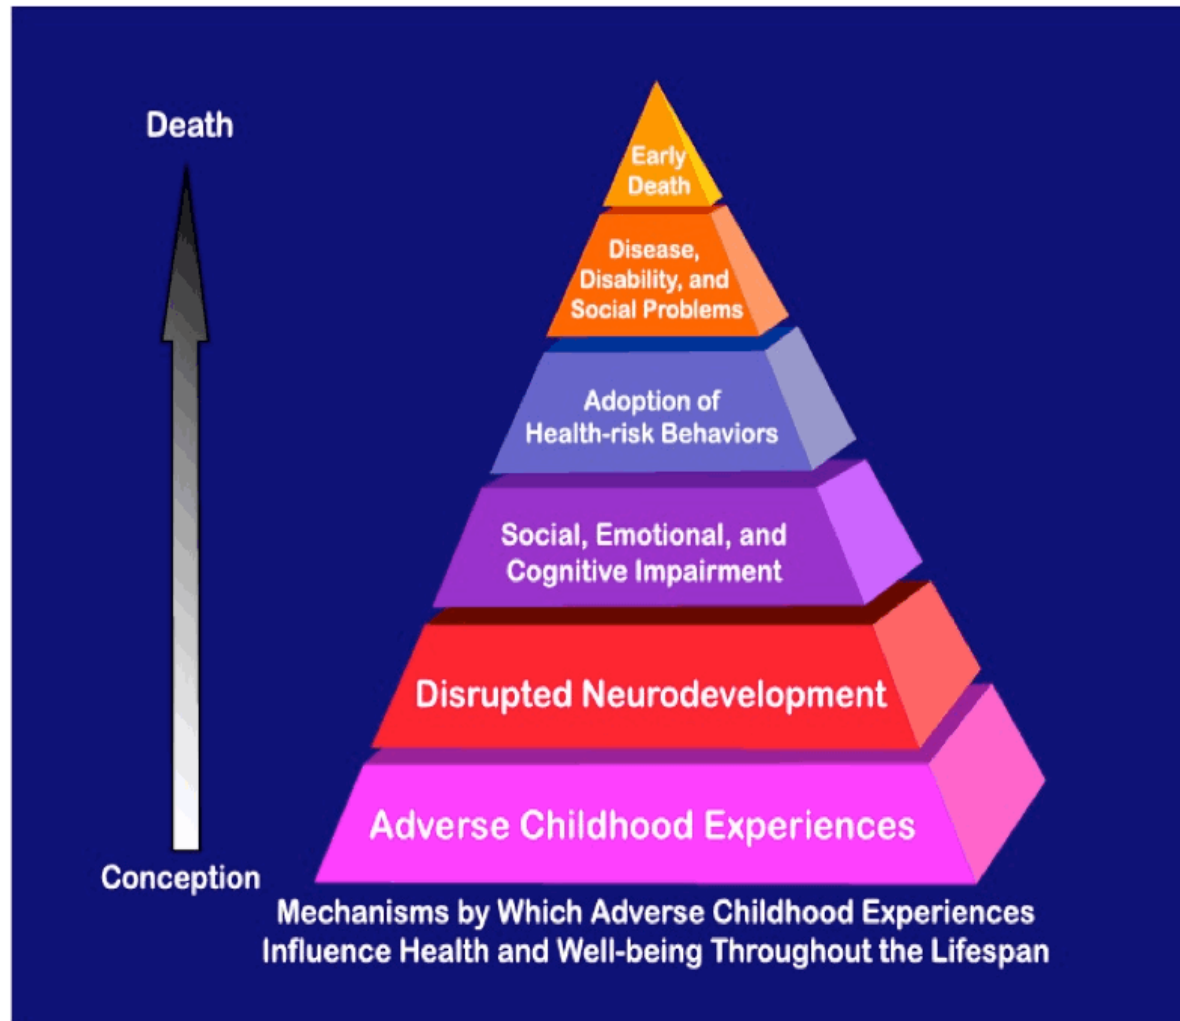 Death
Early
Death
Disease,
Disability, and
Social Problems
Adoption of
Health-risk Behaviors
Social, Emotional, and
Cognitive Impairment
Disrupted Neurodevelopment
Adverse Childhood Experiences
Conception
Mechanisms by Which Adverse Childhood Experiences
Influence Health and Well-being Throughout the Lifespan